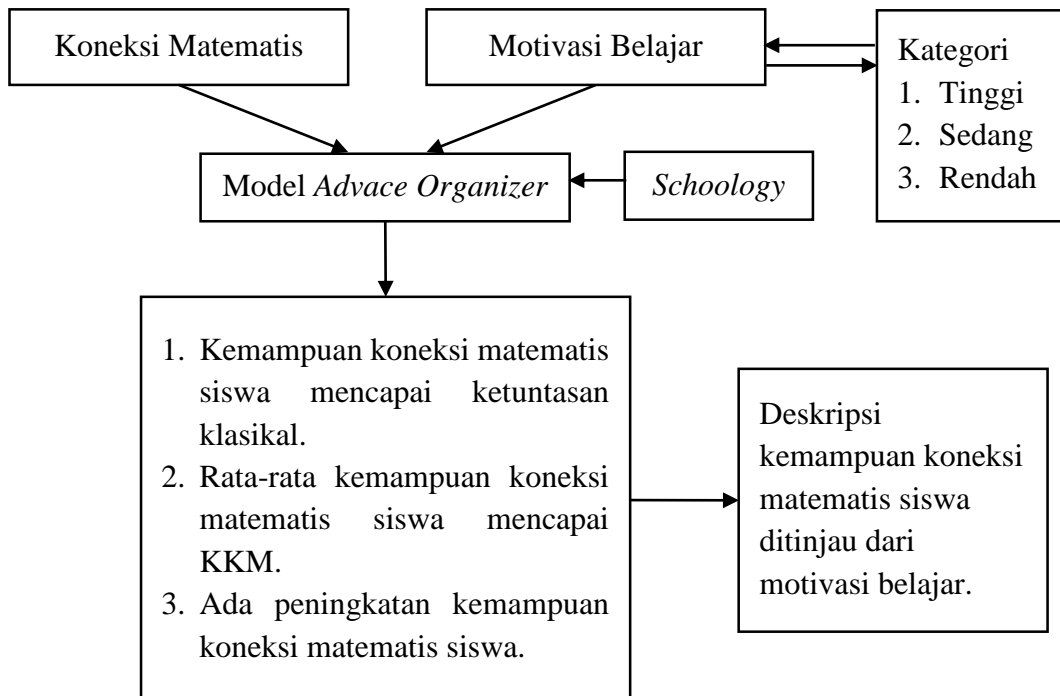 Koneksi Matematis
Motivasi Belajar
Kategori
1. Tinggi
2. Sedang
3. Rendah
Model Advace Organizer
Schoology
1. Kemampuan koneksi matematis
siswa mencapai ketuntasan
klasikal.
2. Rata-rata kemampuan koneksi
matematis siswa mencapai
KKM.
3. Ada peningkatan kemampuan
koneksi matematis siswa.
Deskripsi
kemampuan koneksi
matematis siswa
ditinjau dari
motivasi belajar.